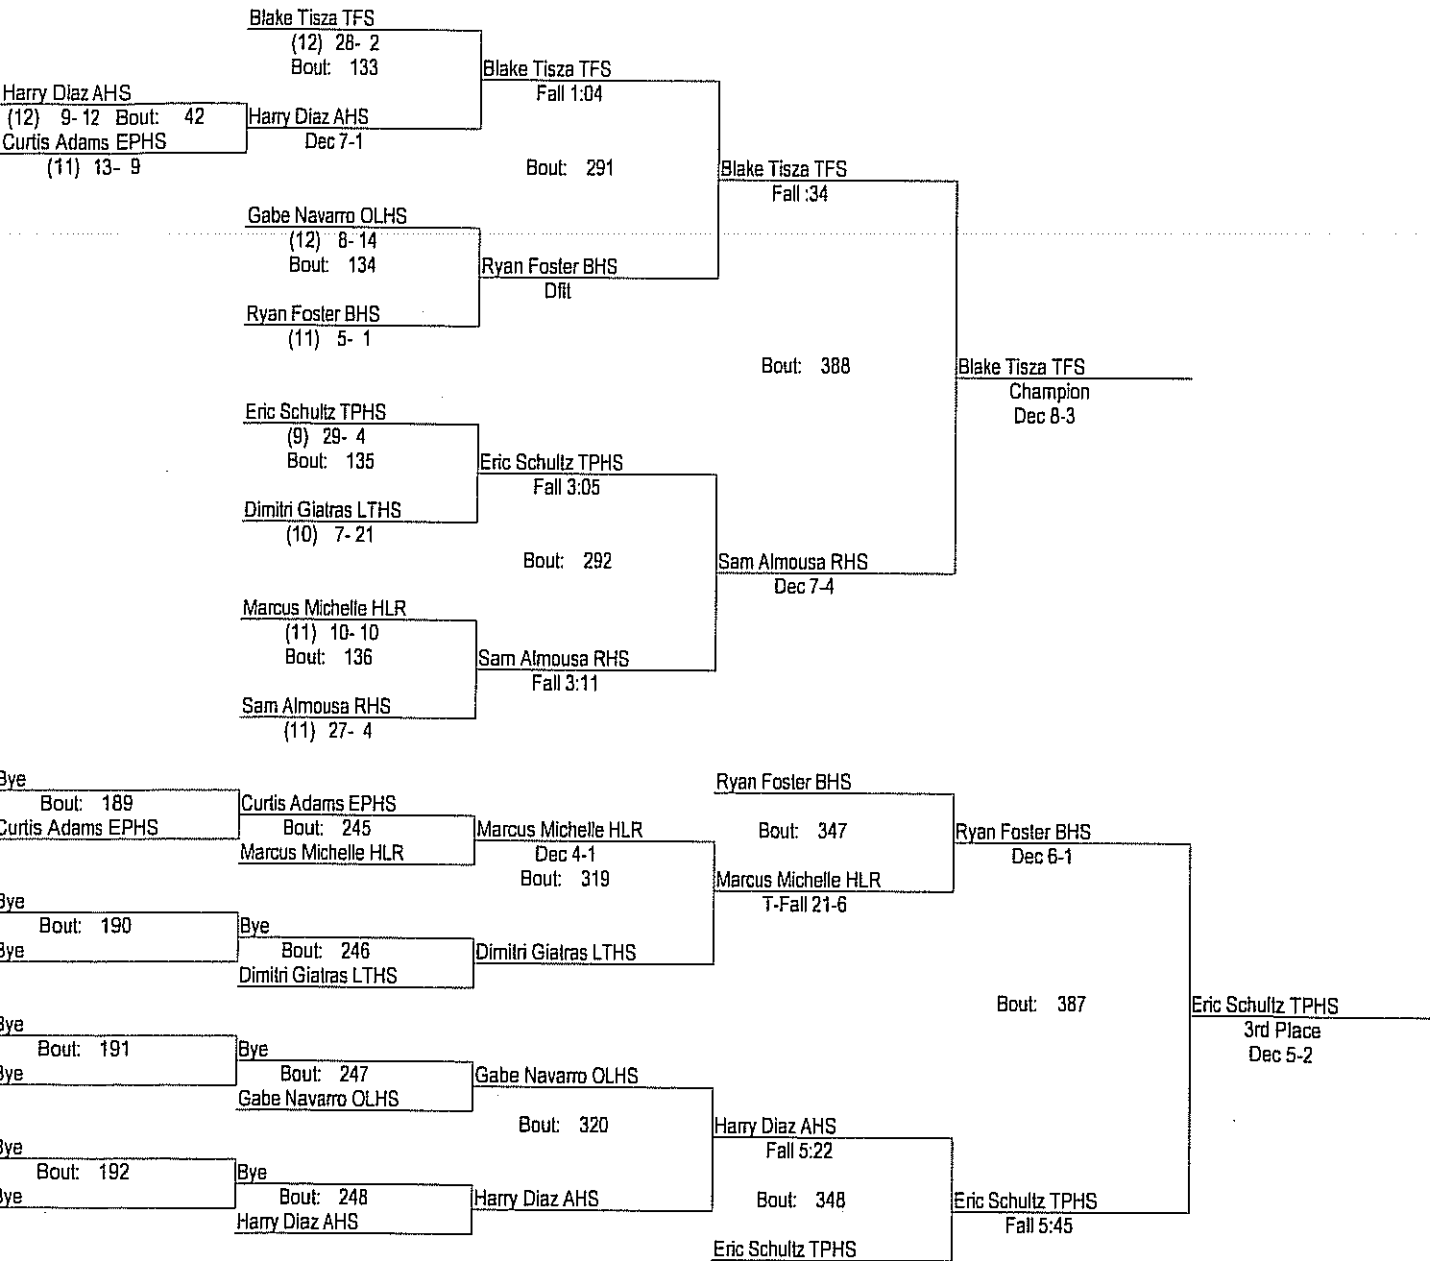 Blake Tisza TFS
(12) 28- 2
Bout: 133
Blake Tisza TFS
Fall 1:04
Harry Diaz AHS
(12) 9- 12 Bout: 42
Curtis Adams EPHS
(11) 13- 9
Harry Diaz AHS
Dec 7-1
Bout: 291
Blake Tisza TFS
Fall :34
Gabe Navarro OLHS
(12) 8- 14
Bout: 134
Ryan Foster BHS
Dflt
Ryan Foster BHS
(11) 5- 1
Bout: 388
Blake Tisza TFS
Champion
Dec 8-3
Eric Schultz TPHS
(9) 29- 4
Bout: 135
Eric Schultz TPHS
Fall 3:05
Dimitri Giatras LTHS
(10) 7- 21
Bout: 292
Sam Almousa RHS
Dec 7-4
Marcus Michelle HLR
(11) 10- 10
Bout: 136
Sam Almousa RHS
Fall 3:11
Sam Almousa RHS
(11) 27- 4
Bye
Bout: 189
Curtis Adams EPHS
Curtis Adams EPHS
Bout: 245
Marcus Michelle HLR
Marcus Michelle HLR
Dec 4-1
Bout: 319
Ryan Foster BHS
Bout: 347
Marcus Michelle HLR
T-Fall 21-6
Ryan Foster BHS
Dec 6-1
Bye
Bout: 190
Bye
Bye
Bout: 246
Dimitri Giatras LTHS
Dimitri Giatras LTHS
Bout: 387
Eric Schultz TPHS
3rd Place
Dec 5-2
Bye
Bout: 191
Bye
Bye
Bout: 247
Gabe Navarro OLHS
Gabe Navarro OLHS
Bout: 320
Harry Diaz AHS
Fall 5:22
Bye
Bout: 192
Bye
Bye
Bout: 248
Harry Diaz AHS
Harry Diaz AHS
Bout: 348
Eric Schultz TPHS
Eric Schultz TPHS
Fall 5:45